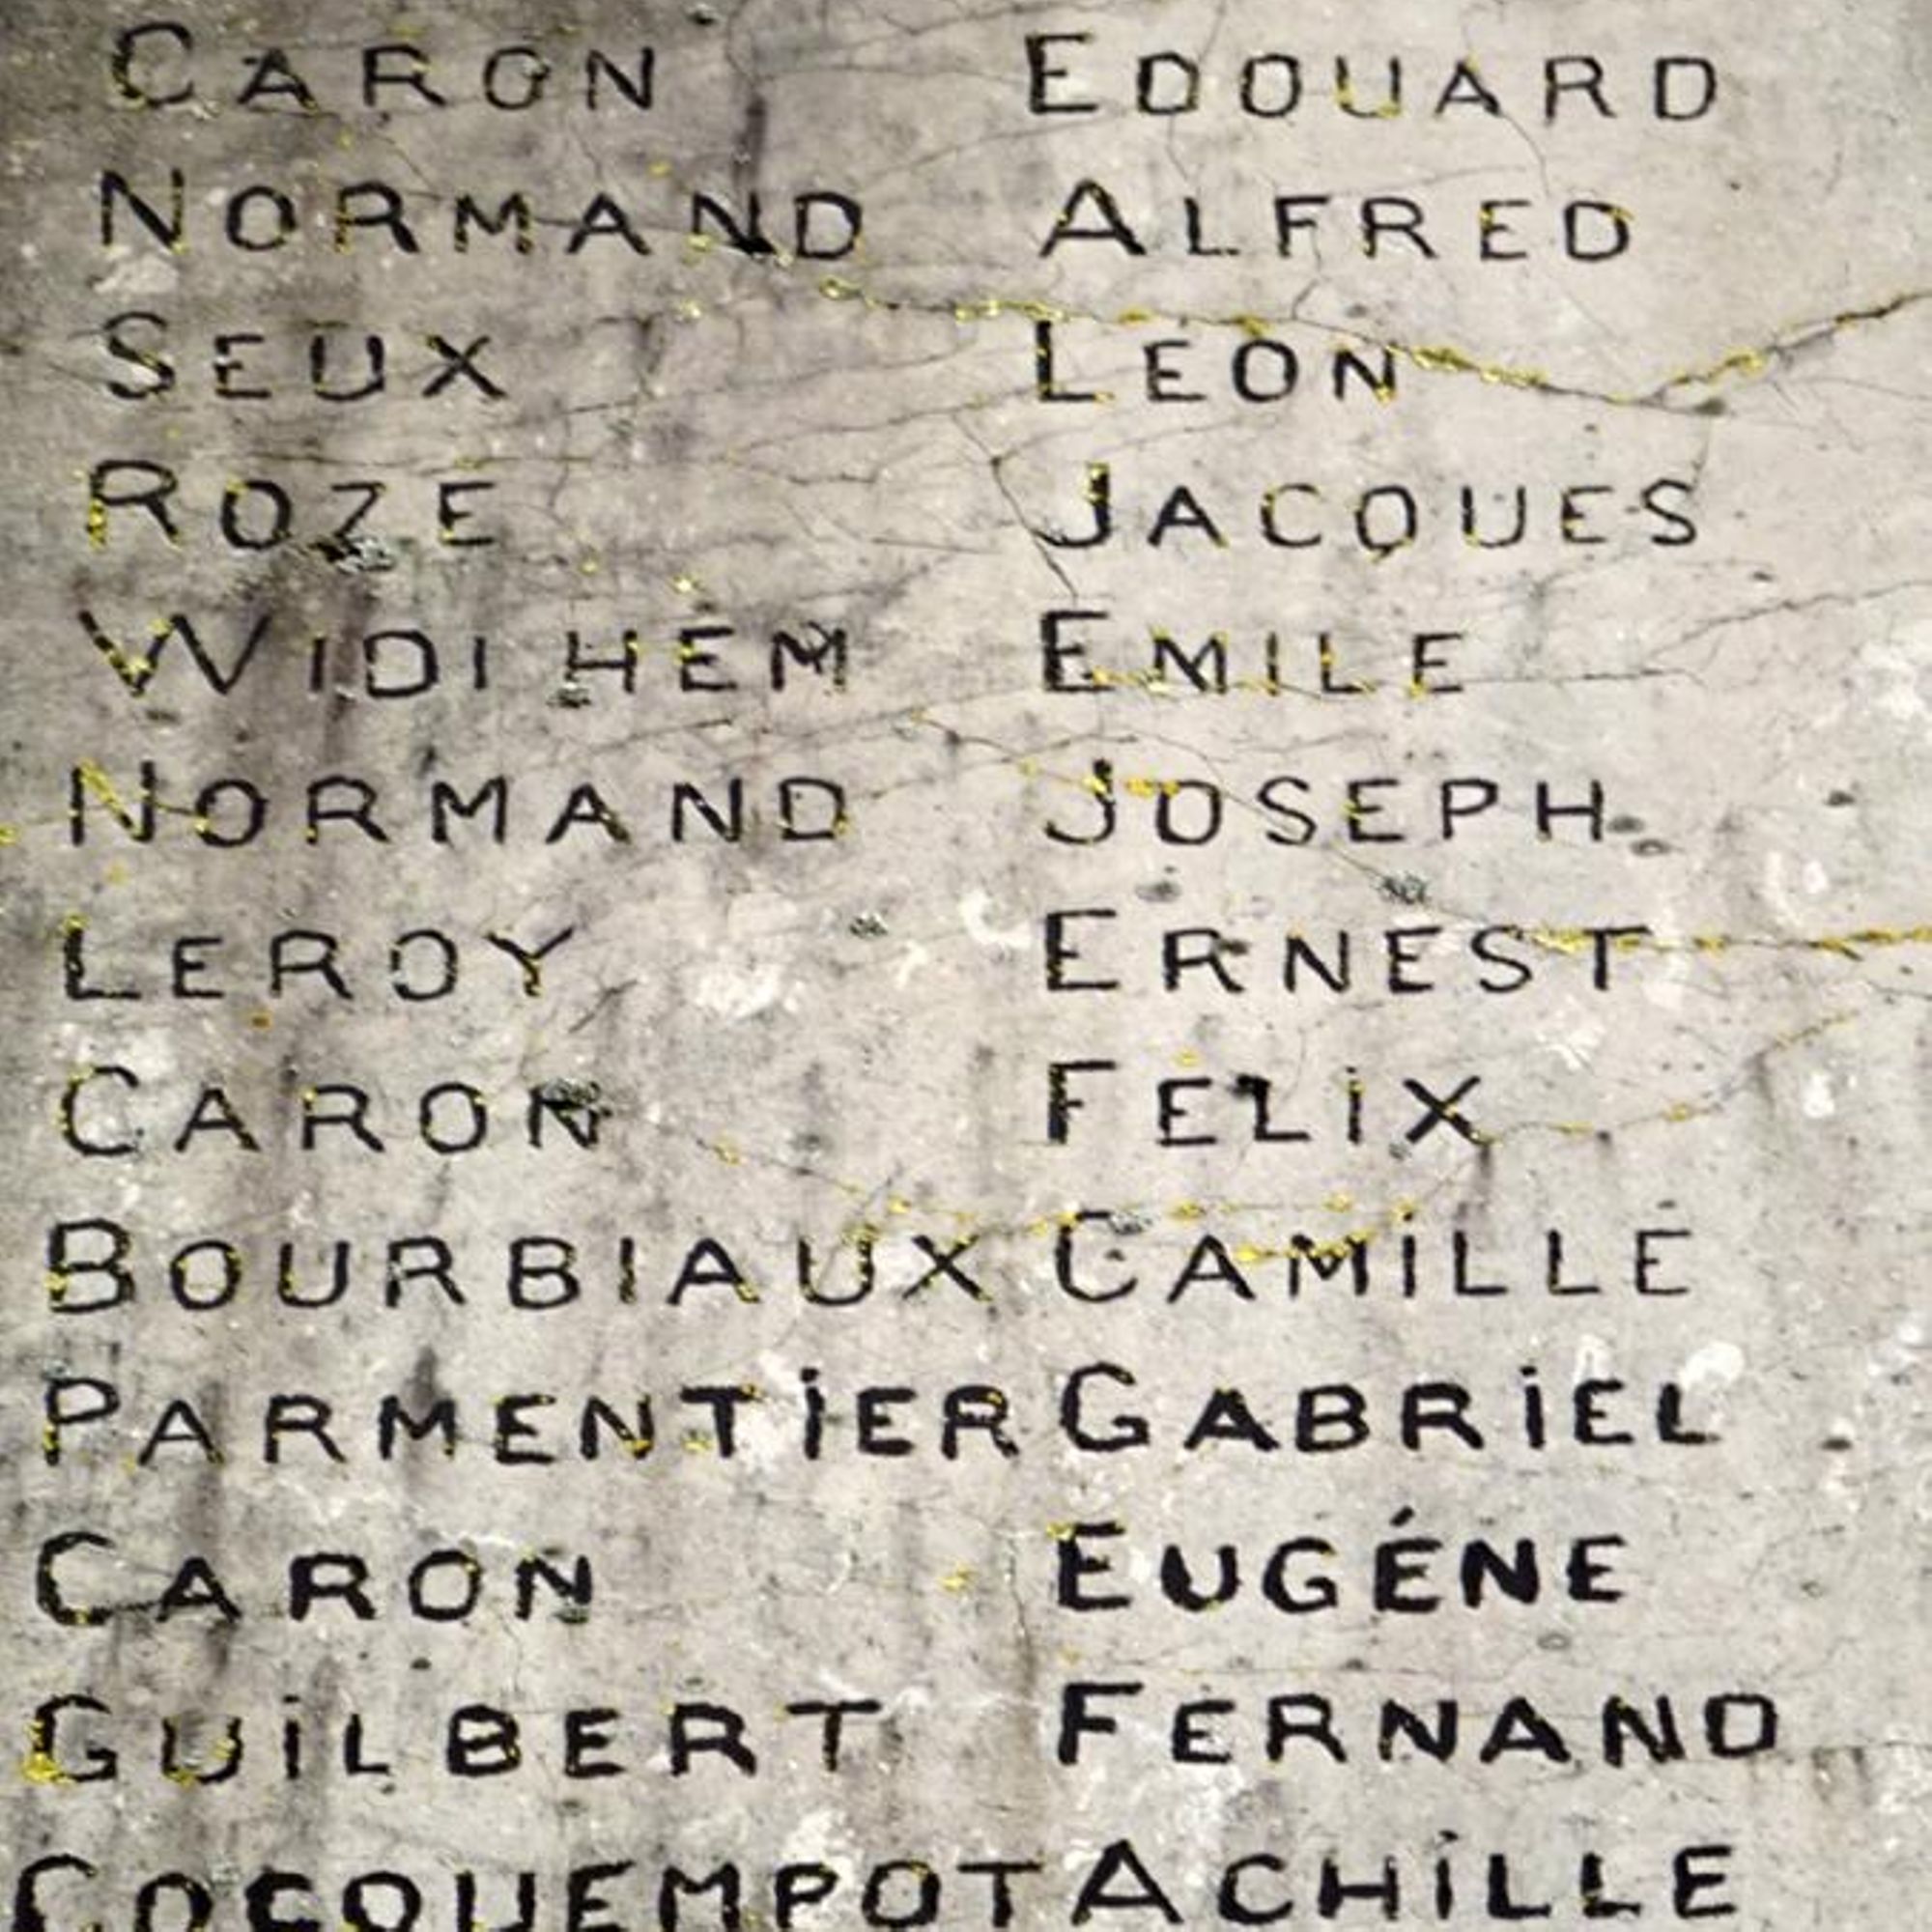 CARON EDOUARD
NORMAND ALFRED
SEUX LEON
ROZE JACQUES
WIDIHEM EMILE
NORMAND JOSEPH
LEROY ERNEST
CARON FELIX
BOURBIAUX CAMILLE
PARMENTIER GABRIEL
CARON EUGÉNE
GUILBERT FERNAND
COCQUEMPOT ACHILLE